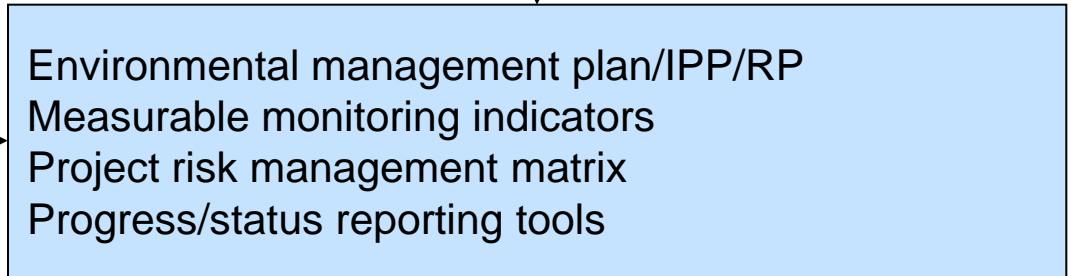 Environmental management plan/IPP/RP
Measurable monitoring indicators
Project risk management matrix
Progress/status reporting tools